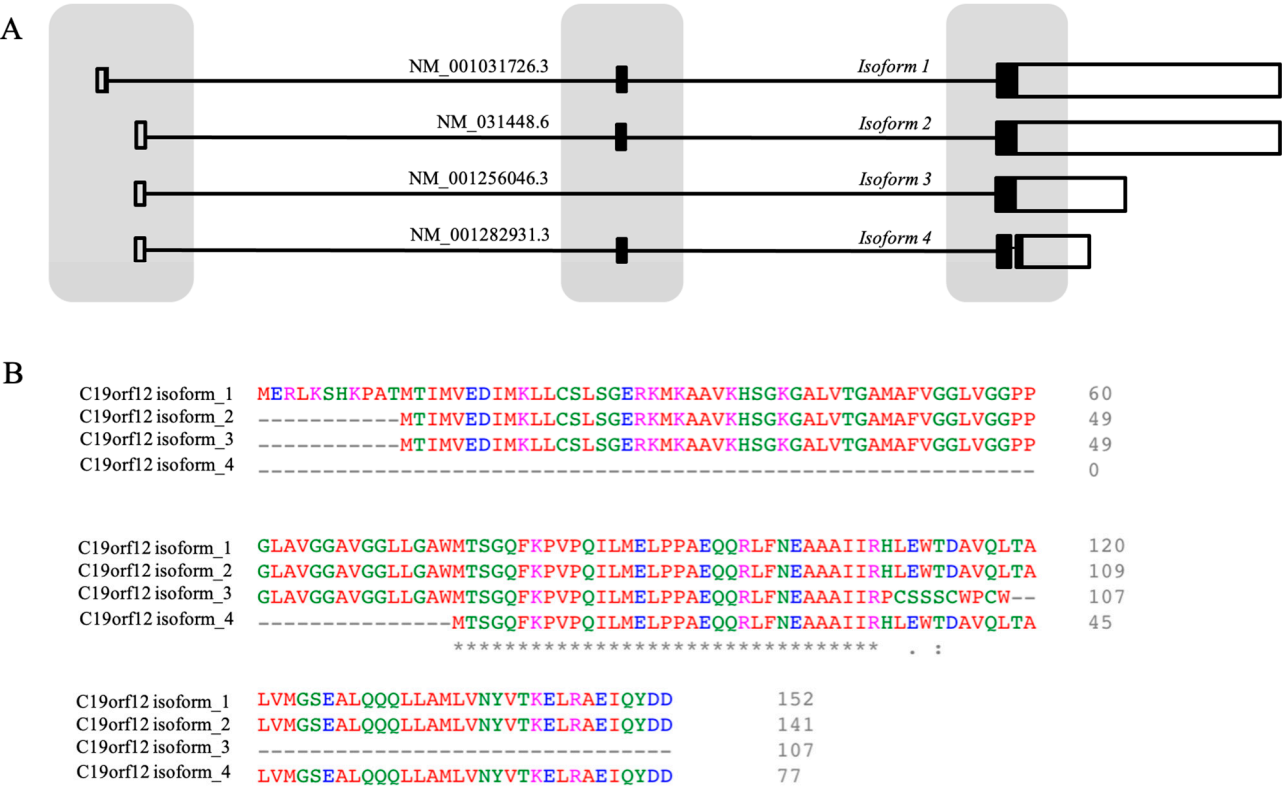 A
NM_001031726.3 Isoform 1
NM_031448.6 Isoform 2
NM_001256046.3 Isoform 3
NM_001282931.3 Isoform 4
B
C19orf12 isoform_1 MERLKSHKPATMTIMVEDIMKLLCSLSGERKMKAAVKHSGKGALVTGAMAFVGGLVGGPP 60
C19orf12 isoform_2 -----------MTIMVEDIMKLLCSLSGERKMKAAVKHSGKGALVTGAMAFVGGLVGGPP 49
C19orf12 isoform_3 -----------MTIMVEDIMKLLCSLSGERKMKAAVKHSGKGALVTGAMAFVGGLVGGPP 49
C19orf12 isoform_4 ------------------------------------------------------------ 0
C19orf12 isoform_1 GLAVGGAVGGLLGAWMTSGQFKPVPQILMELPPAEQQRLFNEAAAIIRHLEWTDAVQLTA 120
C19orf12 isoform_2 GLAVGGAVGGLLGAWMTSGQFKPVPQILMELPPAEQQRLFNEAAAIIRHLEWTDAVQLTA 109
C19orf12 isoform_3 GLAVGGAVGGLLGAWMTSGQFKPVPQILMELPPAEQQRLFNEAAAIIRPCSSSCWPCW-- 107
C19orf12 isoform_4 ---------------MTSGQFKPVPQILMELPPAEQQRLFNEAAAIIRHLEWTDAVQLTA 45
*********************************  . :
C19orf12 isoform_1 LVMGSEALQQQLLAMLVNYVTKELRAEIQYDD 152
C19orf12 isoform_2 LVMGSEALQQQLLAMLVNYVTKELRAEIQYDD 141
C19orf12 isoform_3 -------------------------------- 107
C19orf12 isoform_4 LVMGSEALQQQLLAMLVNYVTKELRAEIQYDD 77